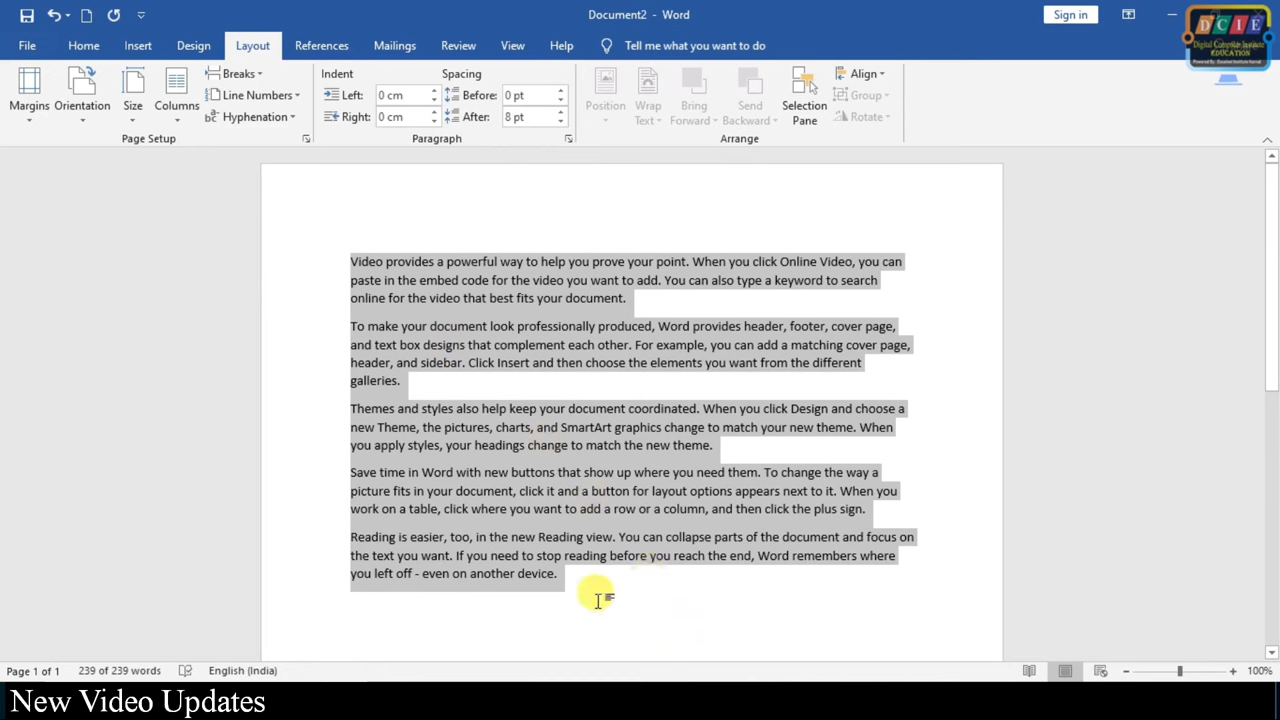 Document2 - Word
Sign in
DCIE
Digital Computer Institute
EDUCATION
File Home Insert Design Layout References Mailings Review View Help Tell me what you want to do
Margins Orientation Size Columns
Breaks
Line Numbers
Hyphenation
Page Setup
Indent Spacing
Left: 0 cm Before: 0 pt
Right: 0 cm After: 8 pt
Paragraph
Position Wrap Text Bring Forward Send Backward Selection Pane
Align
Group
Rotate
Arrange
Video provides a powerful way to help you prove your point. When you click Online Video, you can
paste in the embed code for the video you want to add. You can also type a keyword to search
online for the video that best fits your document.
To make your document look professionally produced, Word provides header, footer, cover page,
and text box designs that complement each other. For example, you can add a matching cover page,
header, and sidebar. Click Insert and then choose the elements you want from the different
galleries.
Themes and styles also help keep your document coordinated. When you click Design and choose a
new Theme, the pictures, charts, and SmartArt graphics change to match your new theme. When
you apply styles, your headings change to match the new theme.
Save time in Word with new buttons that show up where you need them. To change the way a
picture fits in your document, click it and a button for layout options appears next to it. When you
work on a table, click where you want to add a row or a column, and then click the plus sign.
Reading is easier, too, in the new Reading view. You can collapse parts of the document and focus on
the text you want. If you need to stop reading before you reach the end, Word remembers where
you left off - even on another device.
Page 1 of 1 239 of 239 words English (India) 100%
New Video Updates